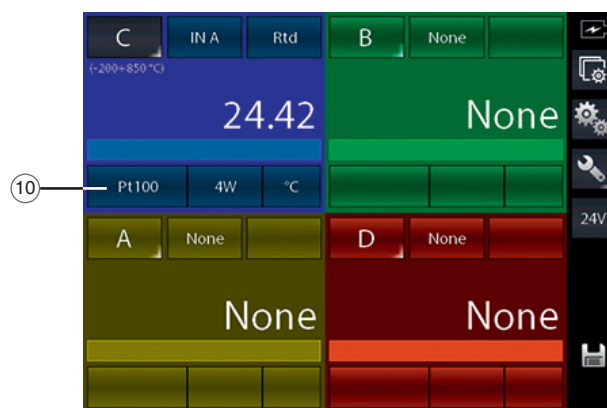 C IN A Rtd B None
(-200÷850 °C)
24.42 None
10 Pt100 4W °C
24V
A None D None
None None